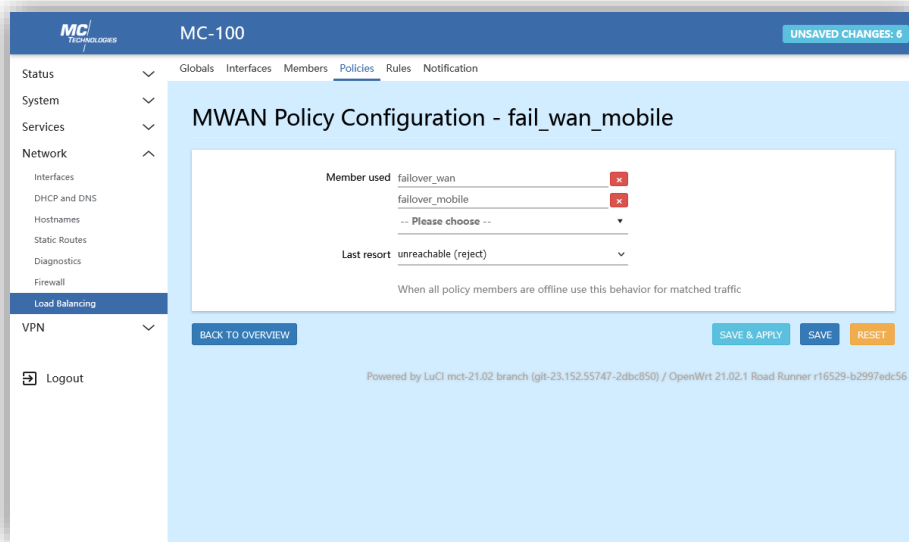 MC
TECHNOLOGIES
MC-100
UNSAVED CHANGES: 6
Status
System
Services
Network
Interfaces
DHCP and DNS
Hostnames
Static Routes
Diagnostics
Firewall
Load Balancing
VPN
Logout
Globals Interfaces Members Policies Rules Notification
MWAN Policy Configuration - fail_wan_mobile
Member used failover_wan ×
failover_mobile ×
-- Please choose --
Last resort unreachable (reject)
When all policy members are offline use this behavior for matched traffic
BACK TO OVERVIEW SAVE & APPLY SAVE RESET
Powered by LuCI mct-21.02 branch (git-23.152.55747-2dbc850) / OpenWrt 21.02.1 Road Runner r16529-b2997edc56